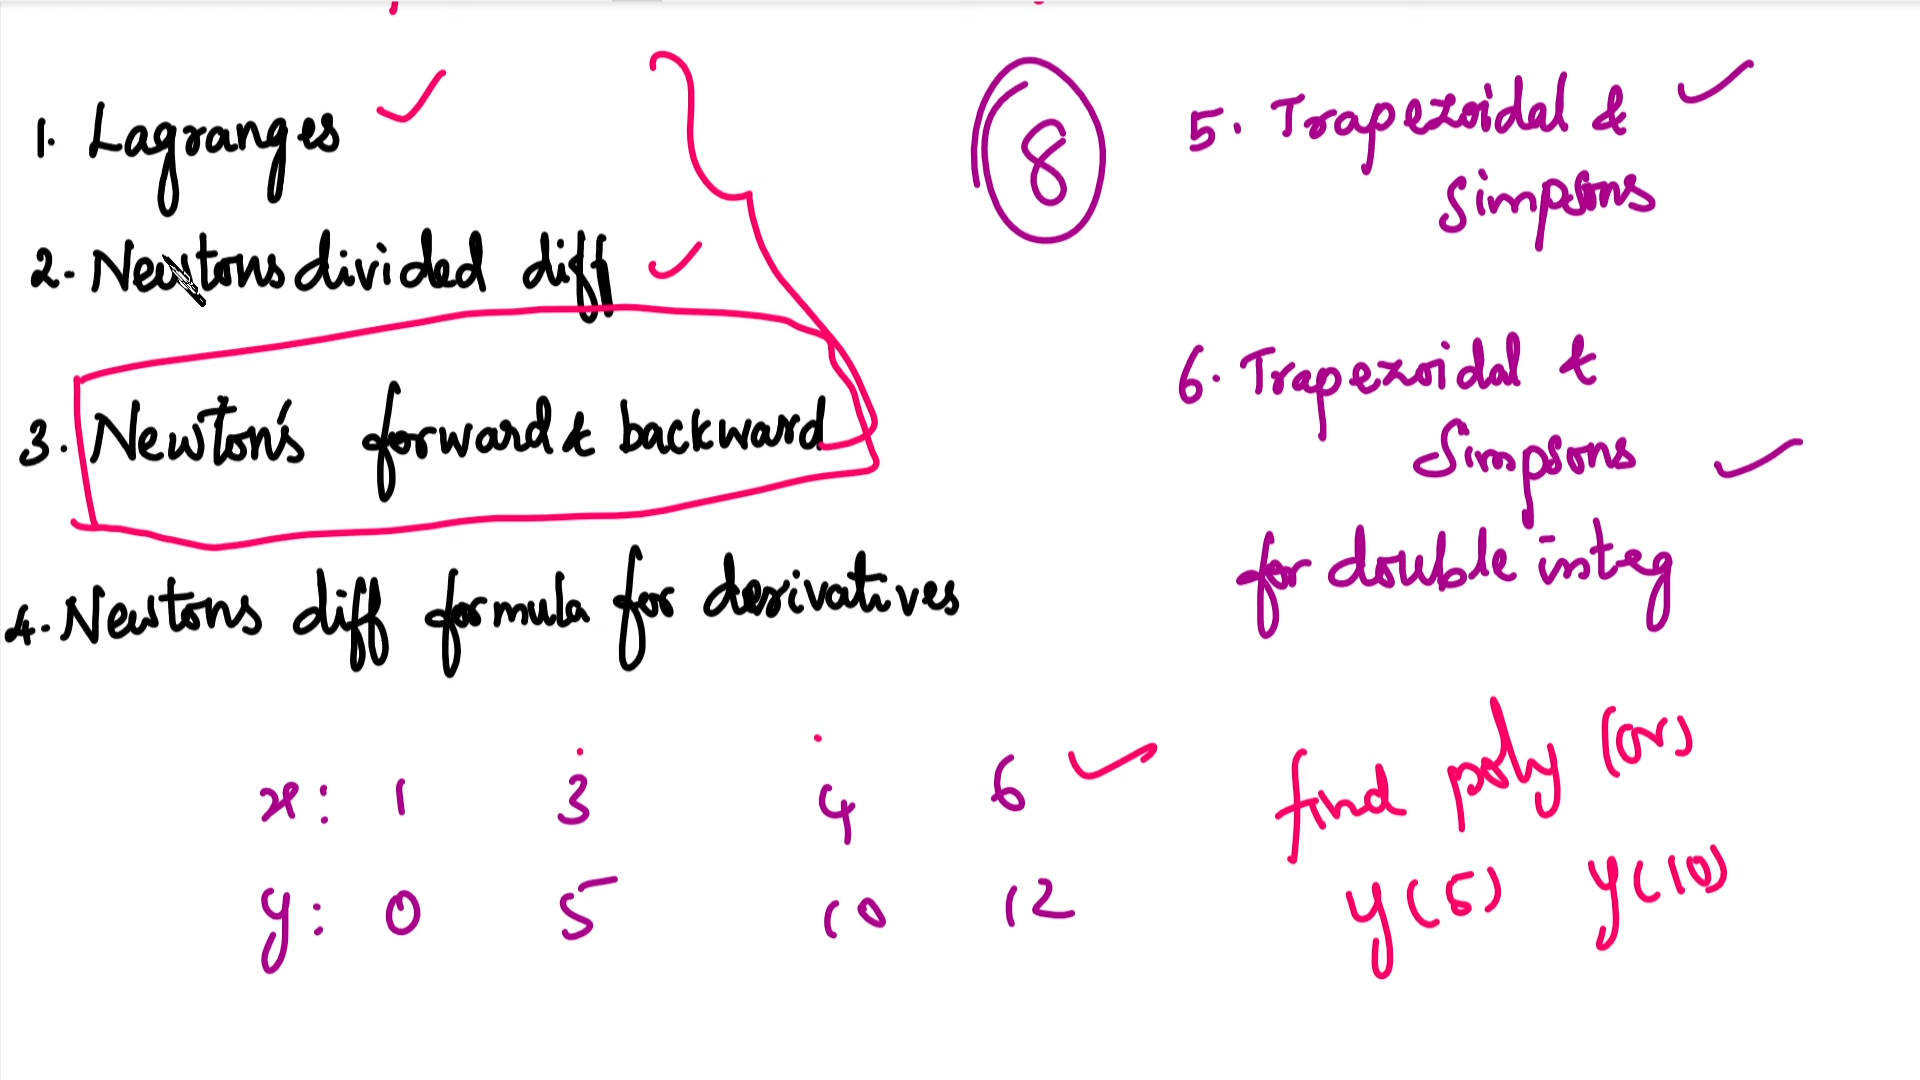 1. Lagranges
2. Newtons divided diff
3. Newton's forward & backward
4. Newtons diff formula for derivatives
8
5. Trapezoidal &
Simpsons
6. Trapezoidal &
Simpsons
for double integ
x: 1 3 4 6
y: 0 5 10 12
find poly (or)
y(5) y(10)